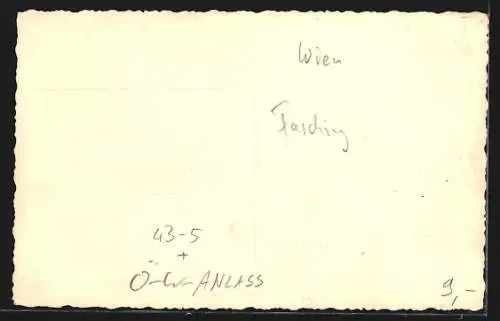 Wien
Fasching
43-5
+
Ö-W-ANLASS
9,-